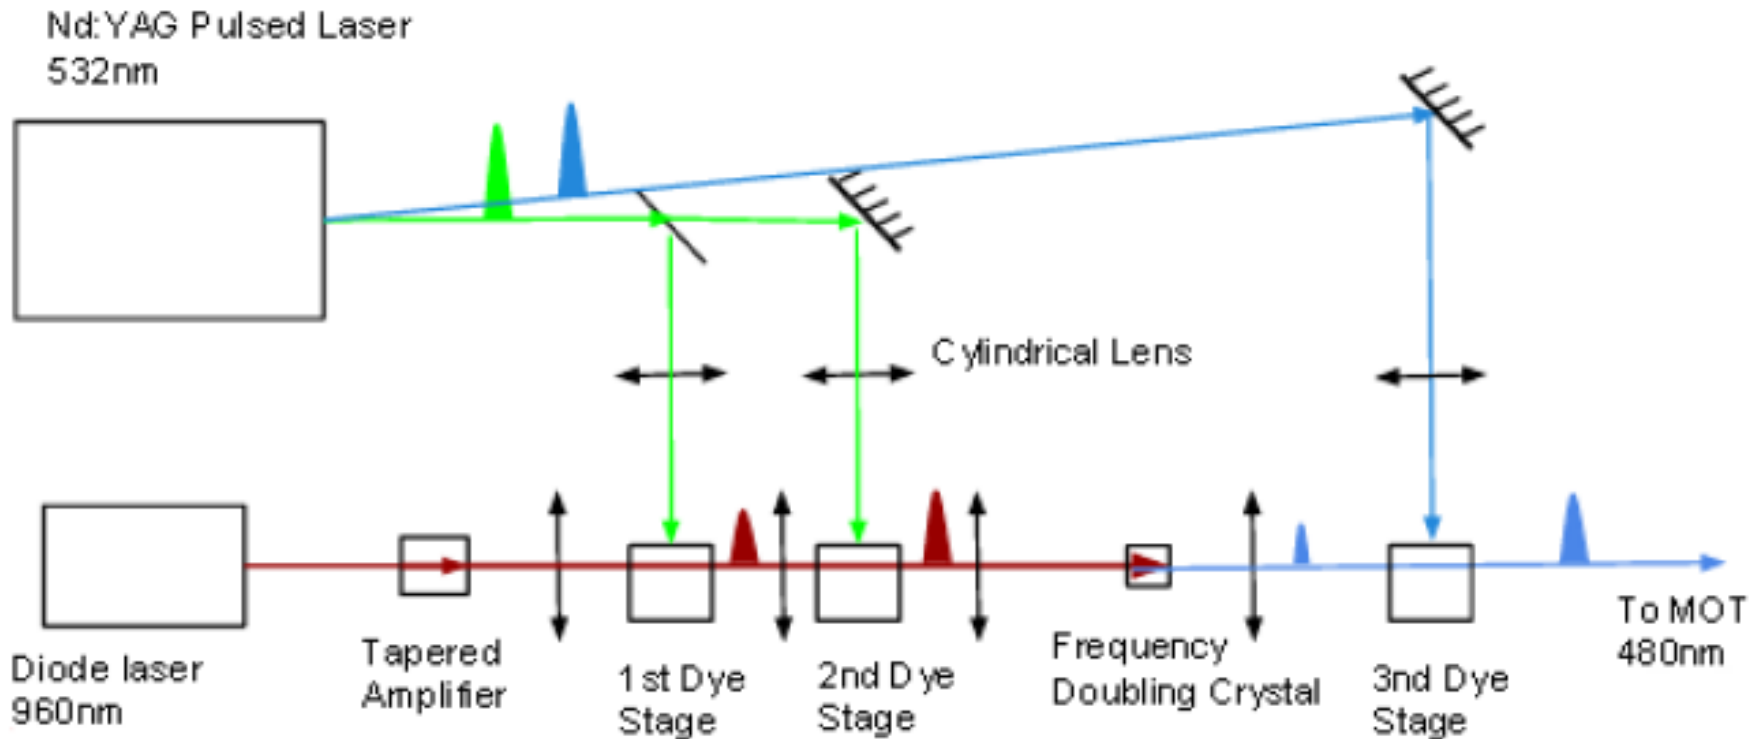 Nd:YAG Pulsed Laser
532nm
Cylindrical Lens
Diode laser
960nm
Tapered
Amplifier
1st Dye
Stage
2nd Dye
Stage
Frequency
Doubling Crystal
3nd Dye
Stage
To MOT
480nm